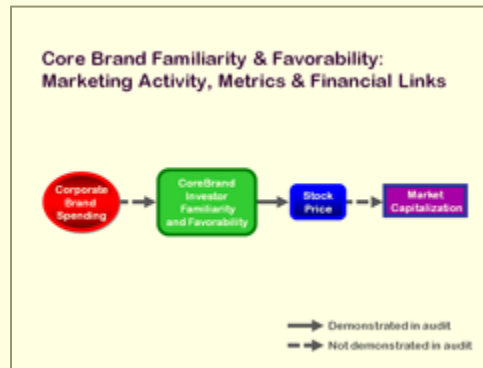 Core Brand Familiarity & Favorability:
Marketing Activity, Metrics & Financial Links
Corporate
Brand
Spending
CoreBrand
Investor
Familiarity
and Favorability
Stock
Price
Market
Capitalization
Demonstrated in audit
Not demonstrated in audit